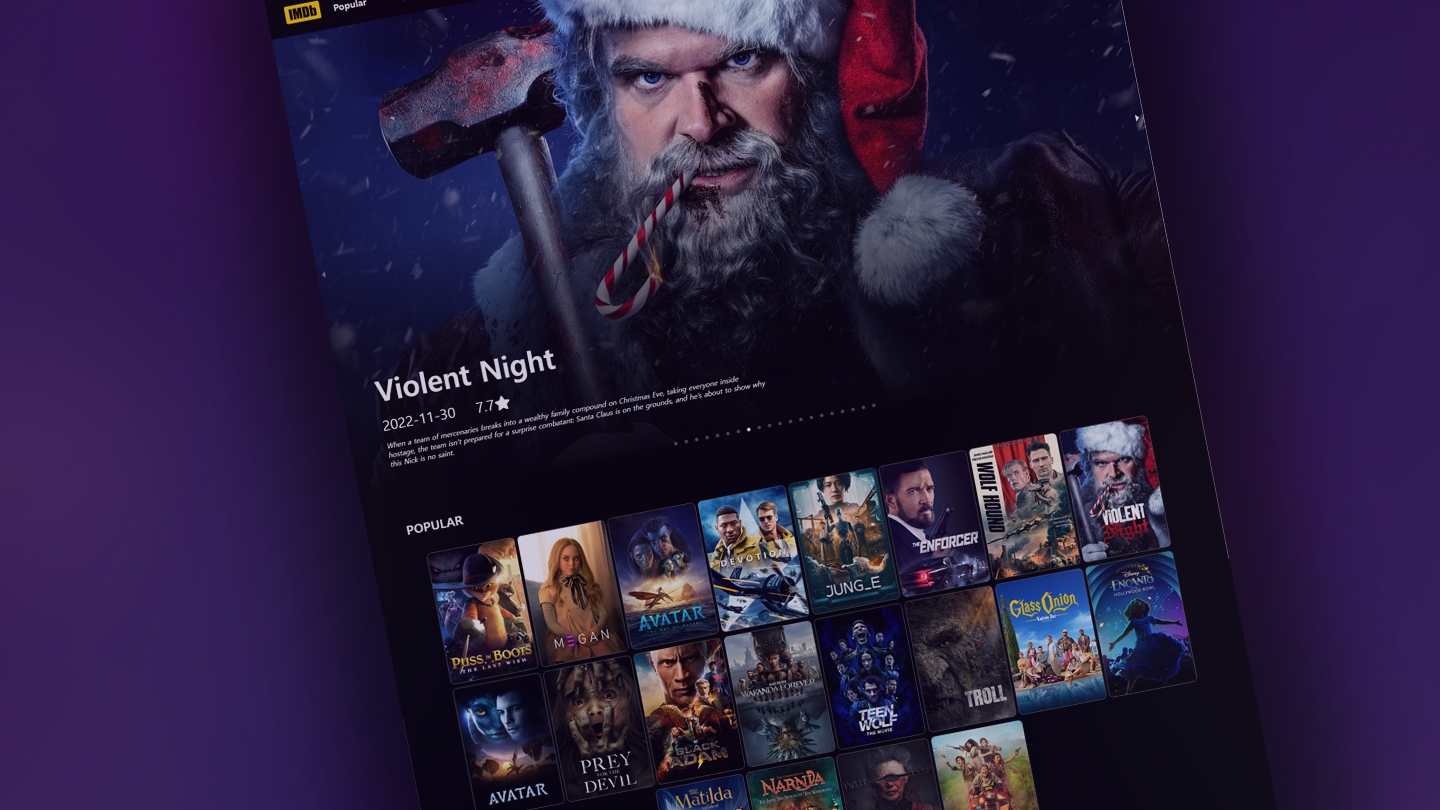 IMDb
Popular
Violent Night
2022-11-30 7.7
When a team of mercenaries breaks into a wealthy family compound on Christmas Eve, taking everyone inside
hostage, the team isn't prepared for a surprise combatant: Santa Claus is on the grounds, and he's about to show why
this Nick is no saint.
POPULAR
PUSS IN BOOTS
THE LAST WISH
M3GAN
AVATAR
DEVOTION
JUNG_E
THE ENFORCER
WOLF HOUND
VIOLENT
Night
AVATAR
PREY
FOR THE
DEVIL
BLACK
ADAM
WAKANDA FOREVER
TEEN
WOLF
THE MOVIE
TROLL
Glass Onion
Disney
ENCANTO
HOLLYWOOD BOWL
Matilda
NARNIA